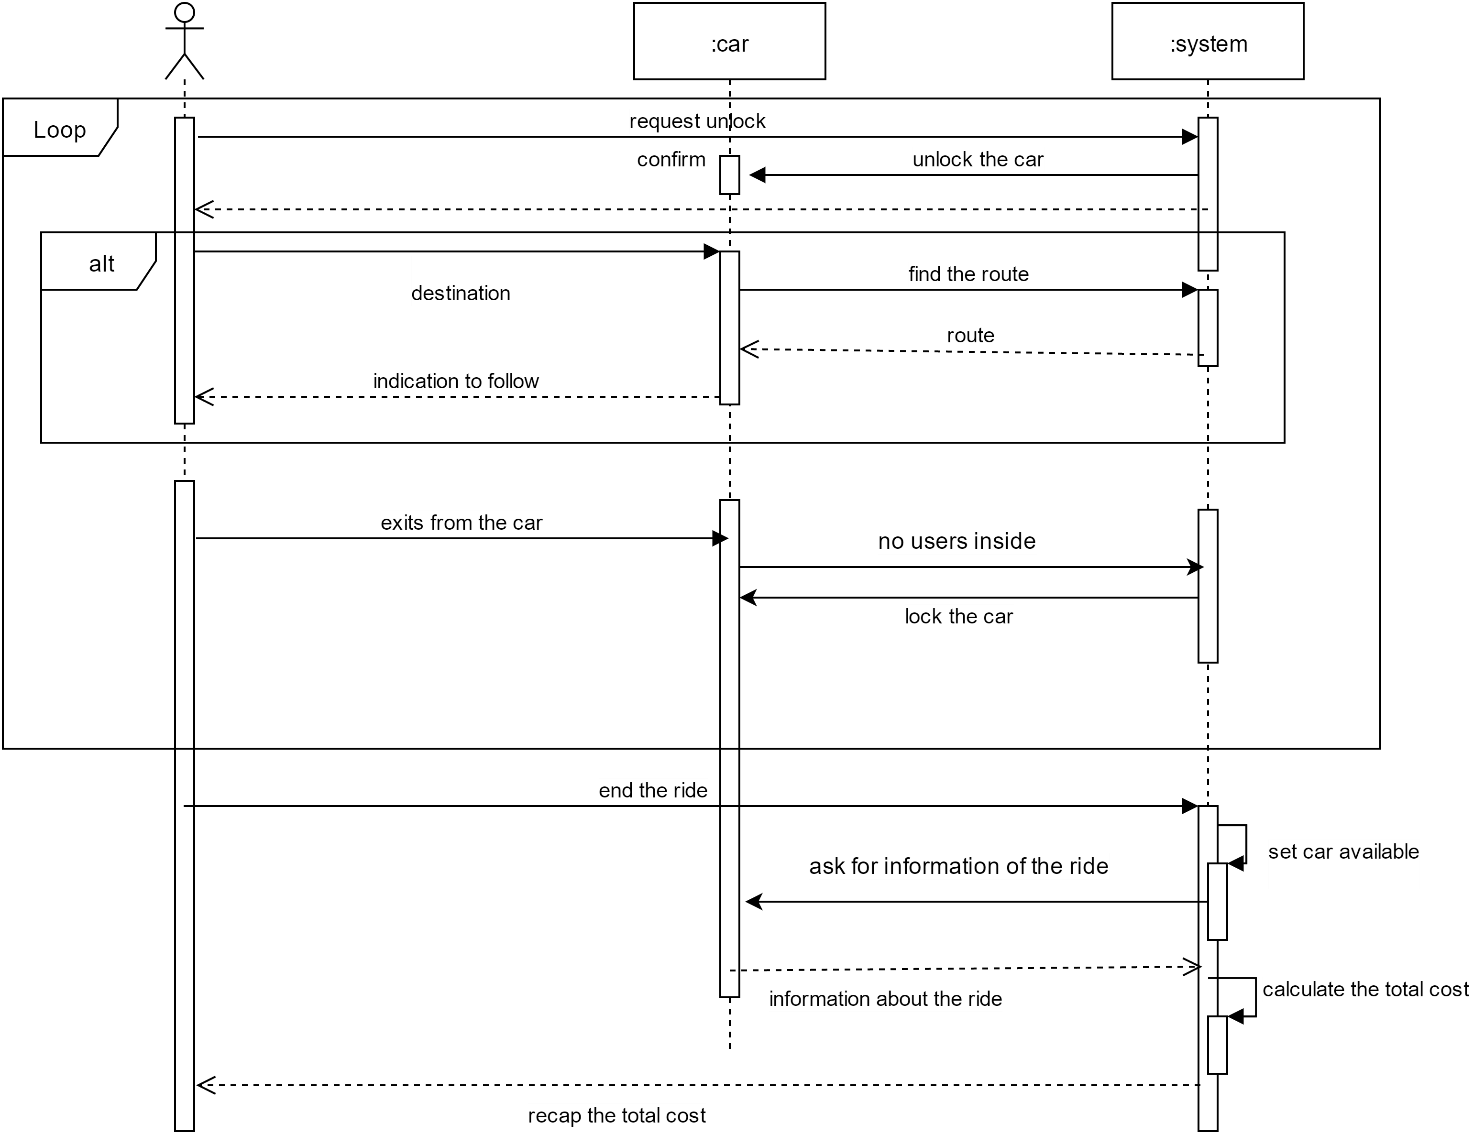 :car
:system
Loop
request unlock
confirm
unlock the car
alt
find the route
destination
route
indication to follow
exits from the car
no users inside
lock the car
end the ride
set car available
ask for information of the ride
calculate the total cost
information about the ride
recap the total cost